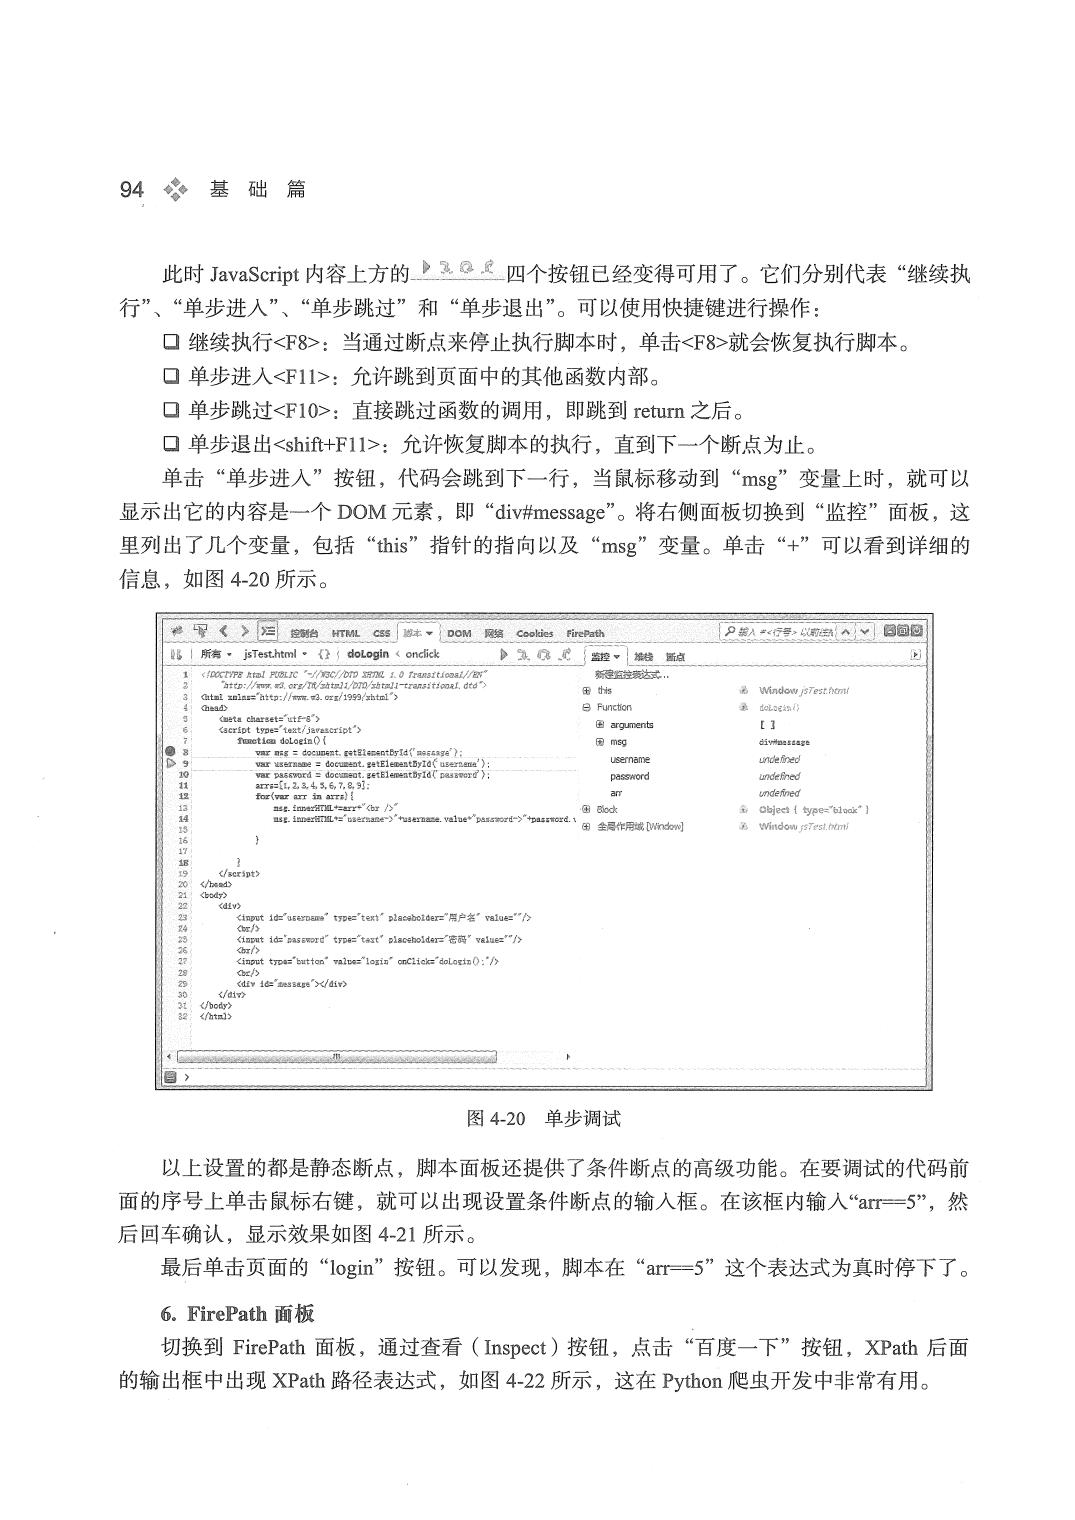 94 基 础 篇
此时 JavaScript 内容上方的 四个按钮已经变得可用了。它们分别代表“继续执
行”、“单步进入”、“单步跳过”和“单步退出”。可以使用快捷键进行操作：
❑ 继续执行<F8>：当通过断点来停止执行脚本时，单击<F8>就会恢复执行脚本。
❑ 单步进入<F11>：允许跳到页面中的其他函数内部。
❑ 单步跳过<F10>：直接跳过函数的调用，即跳到 return 之后。
❑ 单步退出<shift+F11>：允许恢复脚本的执行，直到下一个断点为止。
单击“单步进入”按钮，代码会跳到下一行，当鼠标移动到“msg”变量上时，就可以
显示出它的内容是一个 DOM 元素，即“div#message”。将右侧面板切换到“监控”面板，这
里列出了几个变量，包括“this”指针的指向以及“msg”变量。单击“+”可以看到详细的
信息，如图 4-20 所示。
控制台 HTML CSS 脚本 DOM 网络 Cookies FirePath
所有 jsTest.html {} doLogin < onclick
监控 堆栈 断点
1 <!DOCTYPE html PUBLIC "-//W3C//DTD XHTML 1.0 Transitional//EN"
2 "http://www.w3.org/TR/xhtml1/DTD/xhtml1-transitional.dtd">
3 <html xmlns="http://www.w3.org/1999/xhtml">
4 <head>
5 <meta charset="utf-8">
6 <script type="text/javascript">
7 function doLogin(){
8 var msg = document.getElementById('message');
9 var username = document.getElementById('username');
10 var password = document.getElementById('password');
11 arrs=[1,2,3,4,5,6,7,8,9];
12 for(var arr in arrs){
13 msg.innerHTML+=arr+"<br />"
14 msg.innerHTML+="username->"+username.value+"password->"+password.
15
16 }
17
18 }
19 </script>
20 </head>
21 <body>
22 <div>
23 <input id="username" type="text" placeholder="用户名" value=""/>
24 <br/>
25 <input id="password" type="text" placeholder="密码" value=""/>
26 <br/>
27 <input type="button" value="login" onClick="doLogin();"/>
28 <br/>
29 <div id="message"></div>
30 </div>
31 </body>
32 </html>
新建监控表达式...
this Window jsTest.html
Function doLogin()
arguments [ ]
msg div#message
username undefined
password undefined
arr undefined
Block Object { type="block" }
全局作用域 [Window] Window jsTest.html
图 4-20 单步调试
以上设置的都是静态断点，脚本面板还提供了条件断点的高级功能。在要调试的代码前
面的序号上单击鼠标右键，就可以出现设置条件断点的输入框。在该框内输入“arr==5”，然
后回车确认，显示效果如图 4-21 所示。
最后单击页面的“login”按钮。可以发现，脚本在“arr==5”这个表达式为真时停下了。
6. FirePath 面板
切换到 FirePath 面板，通过查看（Inspect）按钮，点击“百度一下”按钮，XPath 后面
的输出框中出现 XPath 路径表达式，如图 4-22 所示，这在 Python 爬虫开发中非常有用。